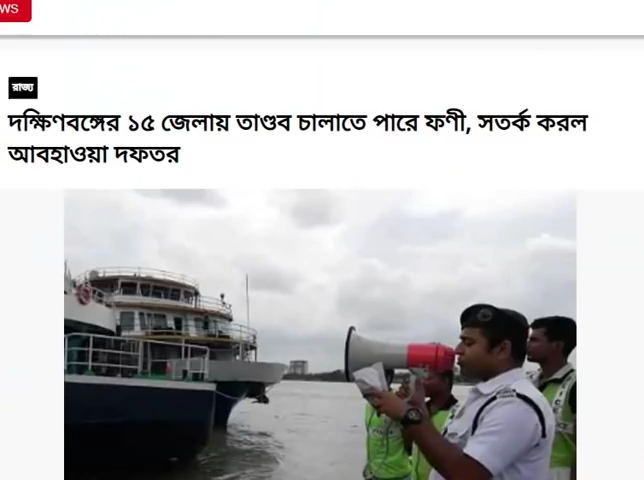 WS
রাজ্য
দক্ষিণবঙ্গের ১৫ জেলায় তাণ্ডব চালাতে পারে ফণী, সতর্ক করল
আবহাওয়া দফতর